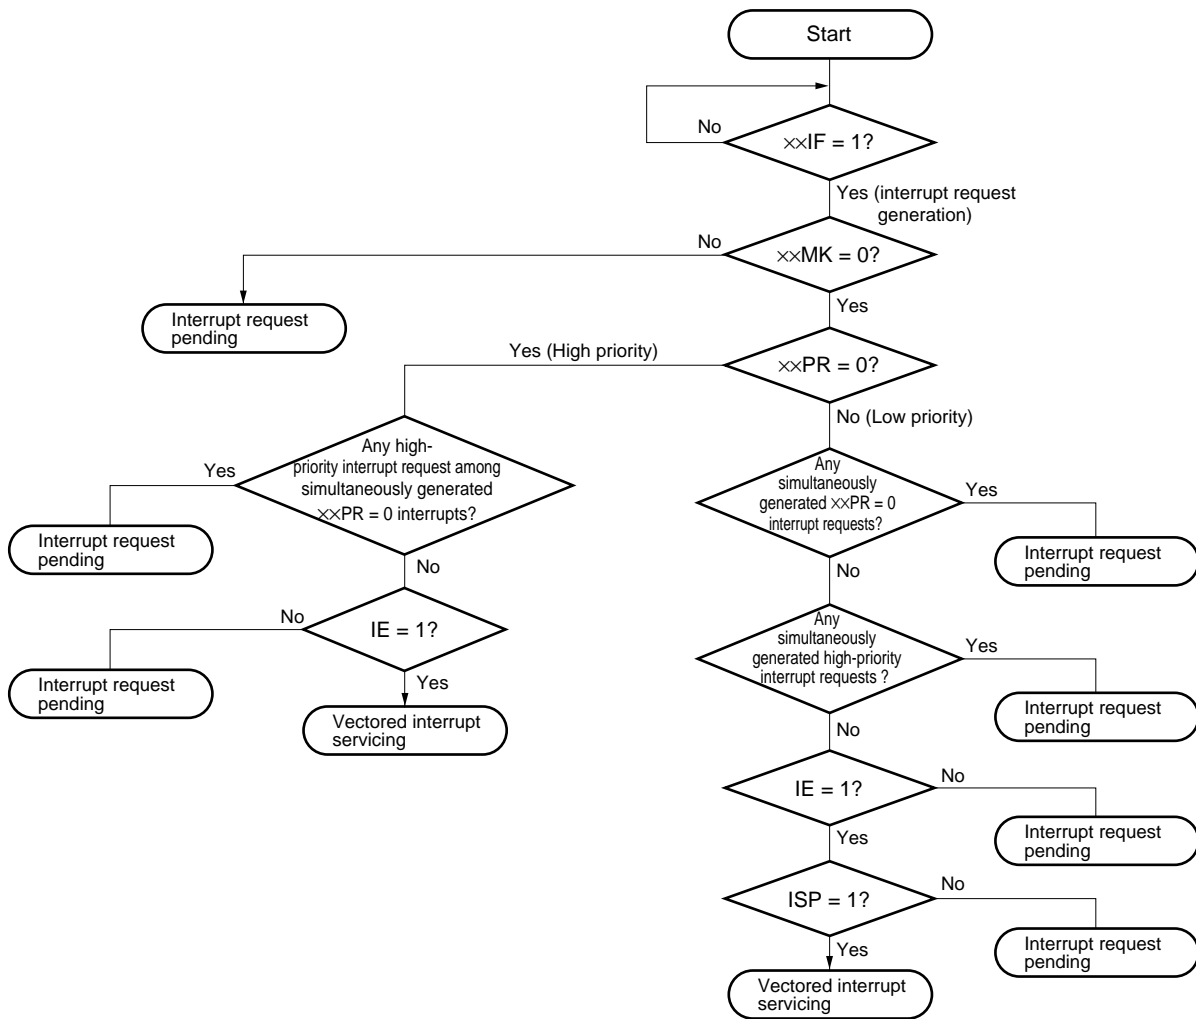 Start
No
××IF = 1?
Yes (interrupt request
generation)
No
××MK = 0?
Interrupt request
pending
Yes
Yes (High priority)
××PR = 0?
No (Low priority)
Any high-
priority interrupt request among
simultaneously generated
××PR = 0 interrupts?
Yes
Interrupt request
pending
No
Any
simultaneously
generated ××PR = 0
interrupt requests?
Yes
Interrupt request
pending
No
No
IE = 1?
Interrupt request
pending
Yes
Vectored interrupt
servicing
Any
simultaneously
generated high-priority
interrupt requests ?
Yes
Interrupt request
pending
No
IE = 1?
No
Interrupt request
pending
Yes
ISP = 1?
No
Interrupt request
pending
Yes
Vectored interrupt
servicing